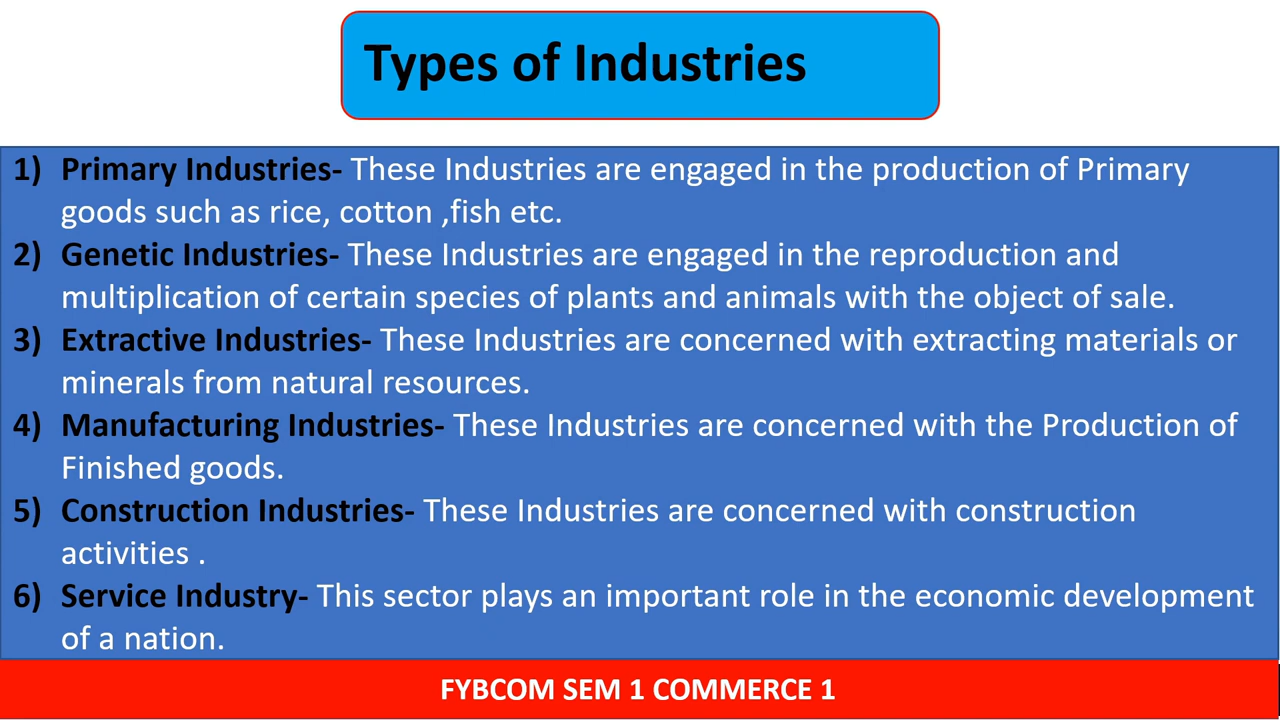 Types of Industries
1) Primary Industries- These Industries are engaged in the production of Primary
goods such as rice, cotton ,fish etc.
2) Genetic Industries- These Industries are engaged in the reproduction and
multiplication of certain species of plants and animals with the object of sale.
3) Extractive Industries- These Industries are concerned with extracting materials or
minerals from natural resources.
4) Manufacturing Industries- These Industries are concerned with the Production of
Finished goods.
5) Construction Industries- These Industries are concerned with construction
activities .
6) Service Industry- This sector plays an important role in the economic development
of a nation.
FYBCOM SEM 1 COMMERCE 1